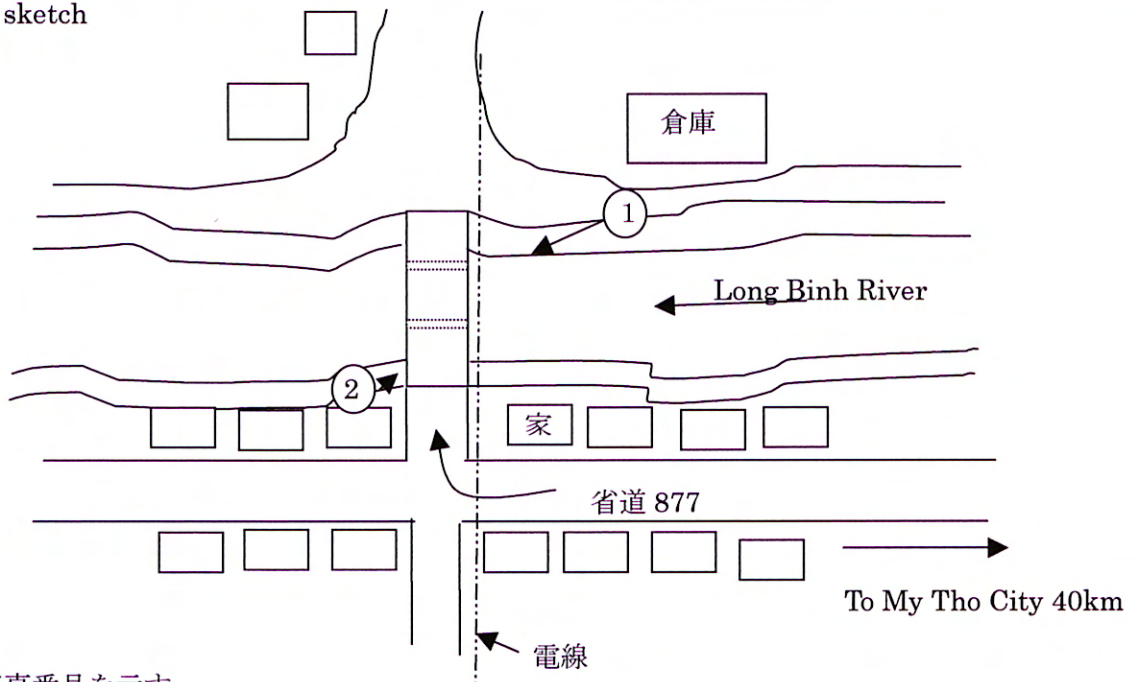 sketch
倉庫
1
Long Binh River
2
家
省道 877
To My Tho City 40km
電線